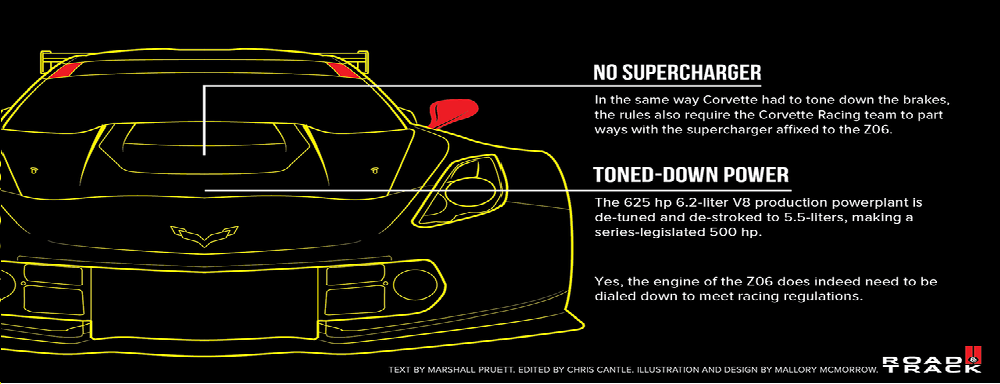 NO SUPERCHARGER
In the same way Corvette had to tone down the brakes,
the rules also require the Corvette Racing team to part
ways with the supercharger affixed to the Z06.
TONED-DOWN POWER
The 625 hp 6.2-liter V8 production powerplant is
de-tuned and de-stroked to 5.5-liters, making a
series-legislated 500 hp.
Yes, the engine of the Z06 does indeed need to be
dialed down to meet racing regulations.
TEXT BY MARSHALL PRUETT. EDITED BY CHRIS CANTLE. ILLUSTRATION AND DESIGN BY MALLORY MCMORROW.
ROAD &
TRACK